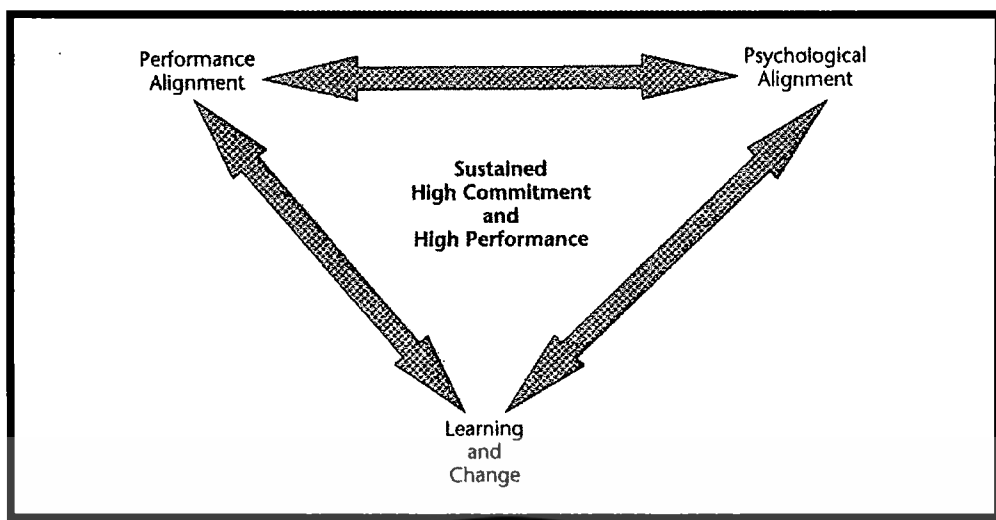 Performance
Alignment
Psychological
Alignment
Sustained
High Commitment
and
High Performance
Learning
and
Change